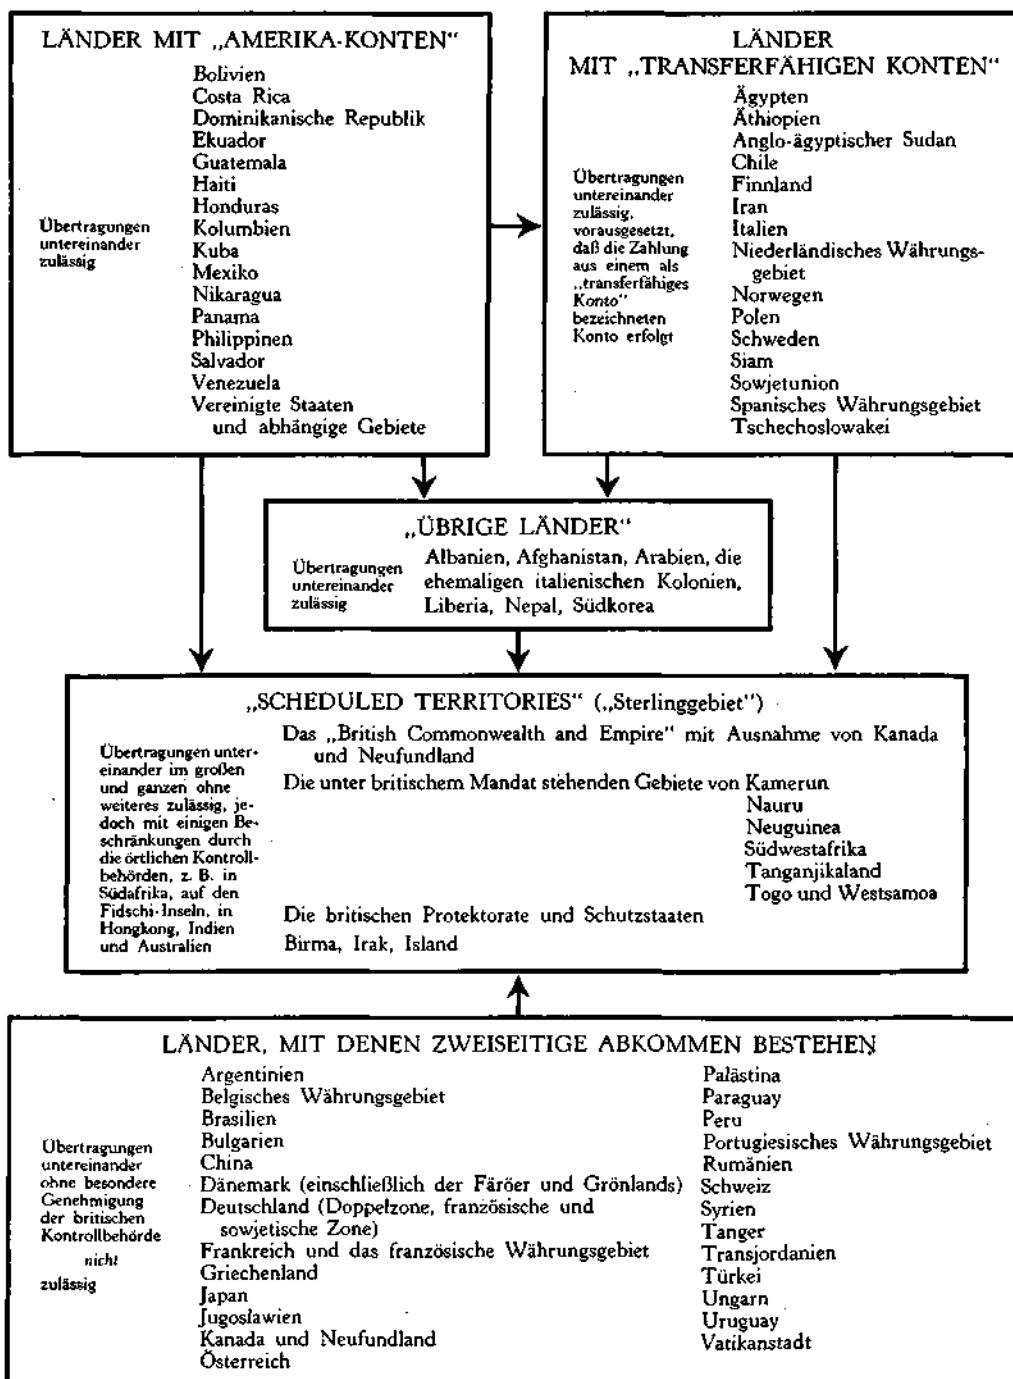 LÄNDER MIT „AMERIKA-KONTEN“
Bolivien
Costa Rica
Dominikanische Republik
Ekuador
Guatemala
Haiti
Honduras
Kolumbien
Kuba
Mexiko
Nikaragua
Panama
Philippinen
Salvador
Venezuela
Vereinigte Staaten
und abhängige Gebiete
Übertragungen
untereinander
zulässig
LÄNDER
MIT „TRANSFERFÄHIGEN KONTEN“
Ägypten
Äthiopien
Anglo-ägyptischer Sudan
Chile
Finnland
Iran
Italien
Niederländisches Währungs-
gebiet
Norwegen
Polen
Schweden
Siam
Sowjetunion
Spanisches Währungsgebiet
Tschechoslowakei
Übertragungen
untereinander
zulässig,
vorausgesetzt,
daß die Zahlung
aus einem als
„transferfähiges
Konto“
bezeichneten
Konto erfolgt
„ÜBRIGE LÄNDER“
Übertragungen
untereinander
zulässig
Albanien, Afghanistan, Arabien, die
ehemaligen italienischen Kolonien,
Liberia, Nepal, Südkorea
„SCHEDULED TERRITORIES“ („Sterlinggebiet“)
Übertragungen unter-
einander im großen
und ganzen ohne
weiteres zulässig, je-
doch mit einigen Be-
schränkungen durch
die örtlichen Kontroll-
behörden, z. B. in
Südafrika, auf den
Fidschi-Inseln, in
Hongkong, Indien
und Australien
Das „British Commonwealth and Empire“ mit Ausnahme von Kanada
und Neufundland
Die unter britischem Mandat stehenden Gebiete von Kamerun
Nauru
Neuguinea
Südwestafrika
Tanganjikaland
Togo und Westsamoa
Die britischen Protektorate und Schutzstaaten
Birma, Irak, Island
LÄNDER, MIT DENEN ZWEISEITIGE ABKOMMEN BESTEHEN
Übertragungen
untereinander
ohne besondere
Genehmigung
der britischen
Kontrollbehörde
nicht
zulässig
Argentinien
Belgisches Währungsgebiet
Brasilien
Bulgarien
China
Dänemark (einschließlich der Färöer und Grönlands)
Deutschland (Doppelzone, französische und
sowjetische Zone)
Frankreich und das französische Währungsgebiet
Griechenland
Japan
Jugoslawien
Kanada und Neufundland
Österreich
Palästina
Paraguay
Peru
Portugiesisches Währungsgebiet
Rumänien
Schweiz
Syrien
Tanger
Transjordanien
Türkei
Ungarn
Uruguay
Vatikanstadt